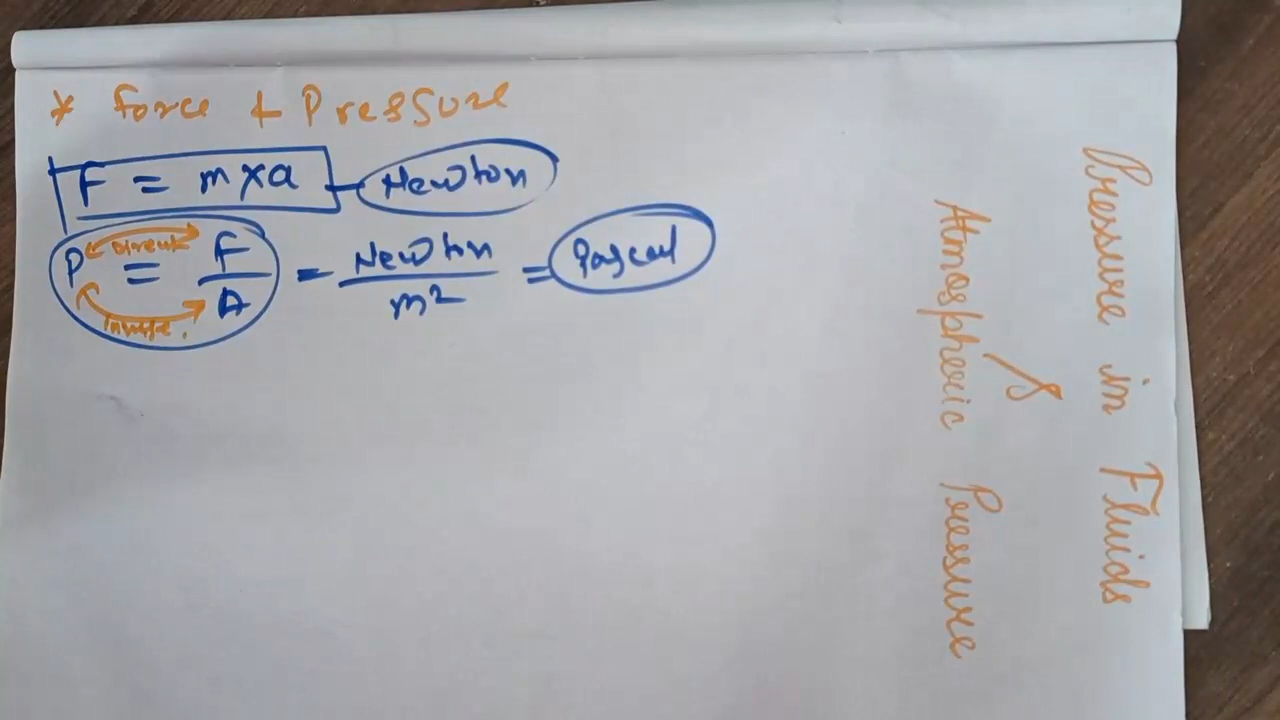 * Force & Pressure
F = m×a - Newton
P = F/A = Newton/m² = Pascal
Direct
Inverse.
Pressure in Fluids
&
Atmospheric Pressure